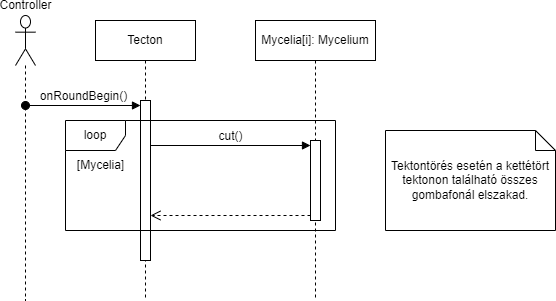 Controller
Tecton
Mycelia[i]: Mycelium
onRoundBegin()
loop
cut()
[Mycelia]
Tektontörés esetén a kettétört
tektonon található összes
gombafonál elszakad.